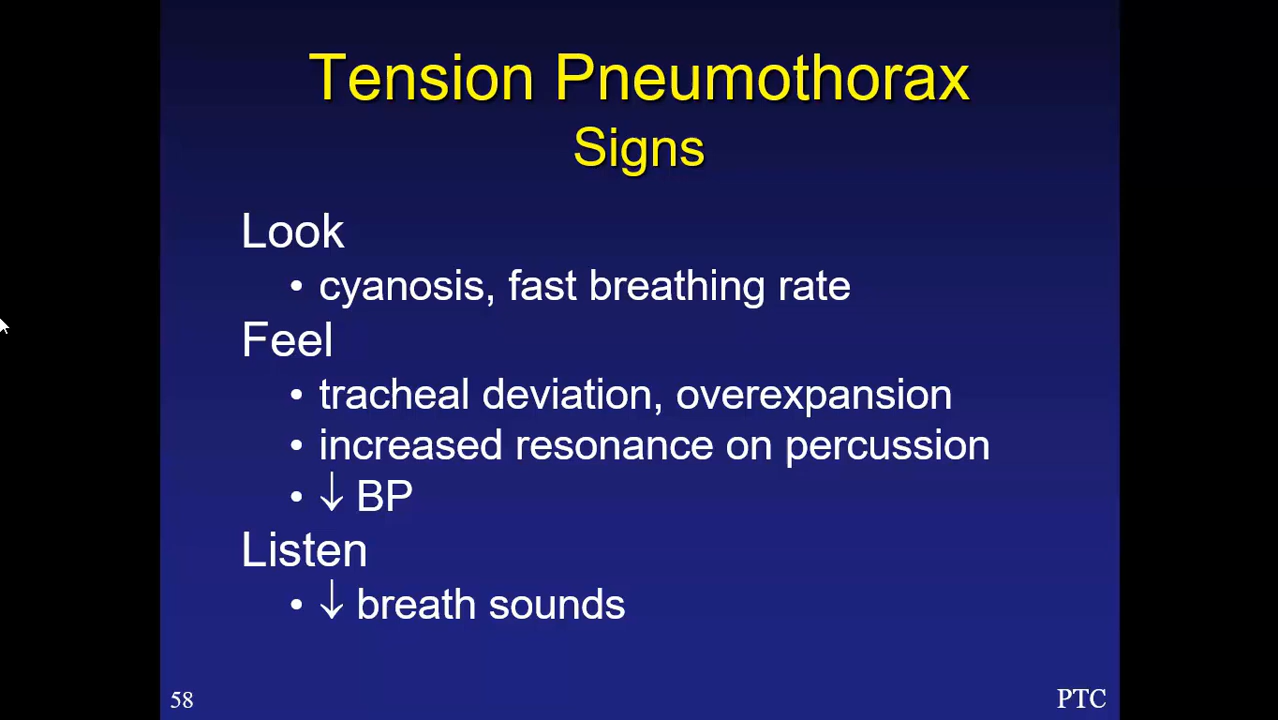 Tension Pneumothorax
Signs
Look
• cyanosis, fast breathing rate
Feel
• tracheal deviation, overexpansion
• increased resonance on percussion
• ↓ BP
Listen
• ↓ breath sounds
58
PTC